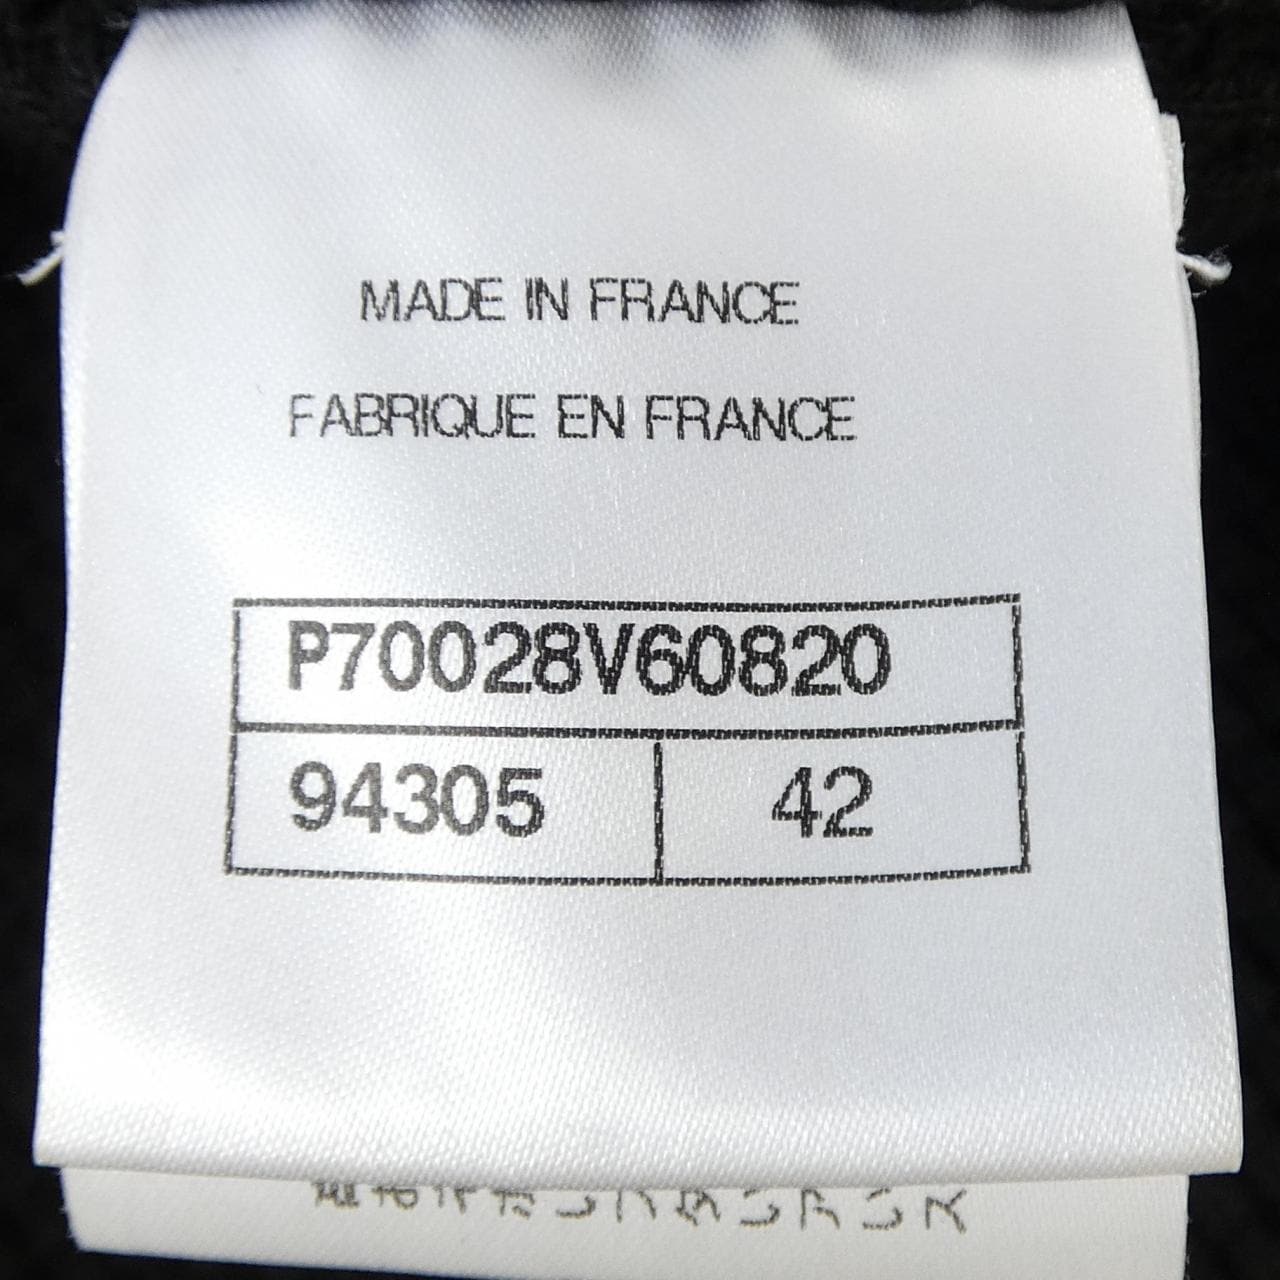 MADE IN FRANCE
FABRIQUE EN FRANCE
P70028V60820
94305 42